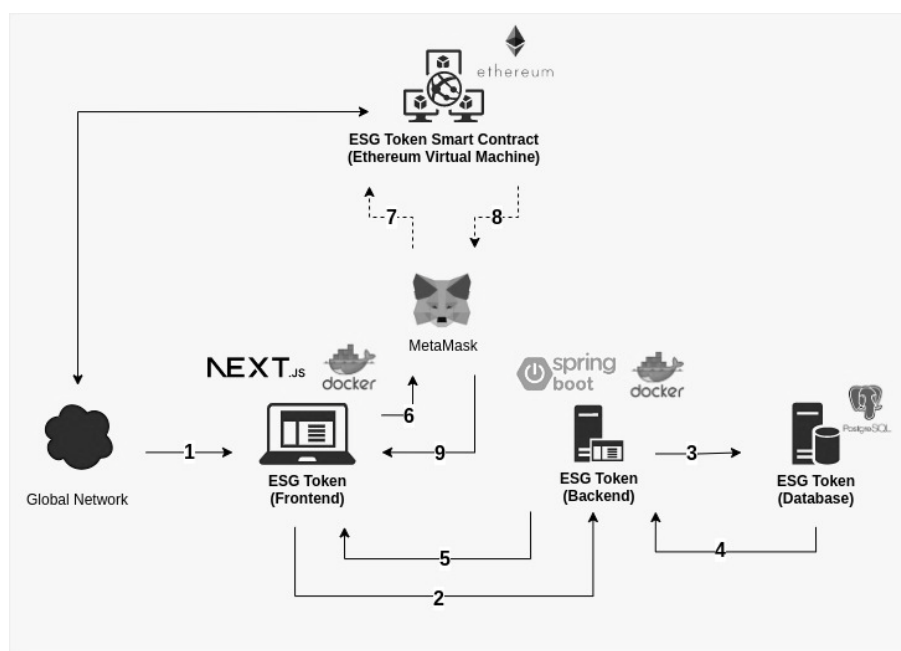 ethereum
ESG Token Smart Contract
(Ethereum Virtual Machine)
7
8
MetaMask
NEXT.JS
docker
spring
boot
docker
PostgreSQL
6
1
9
3
Global Network
ESG Token
(Frontend)
ESG Token
(Backend)
ESG Token
(Database)
5
4
2